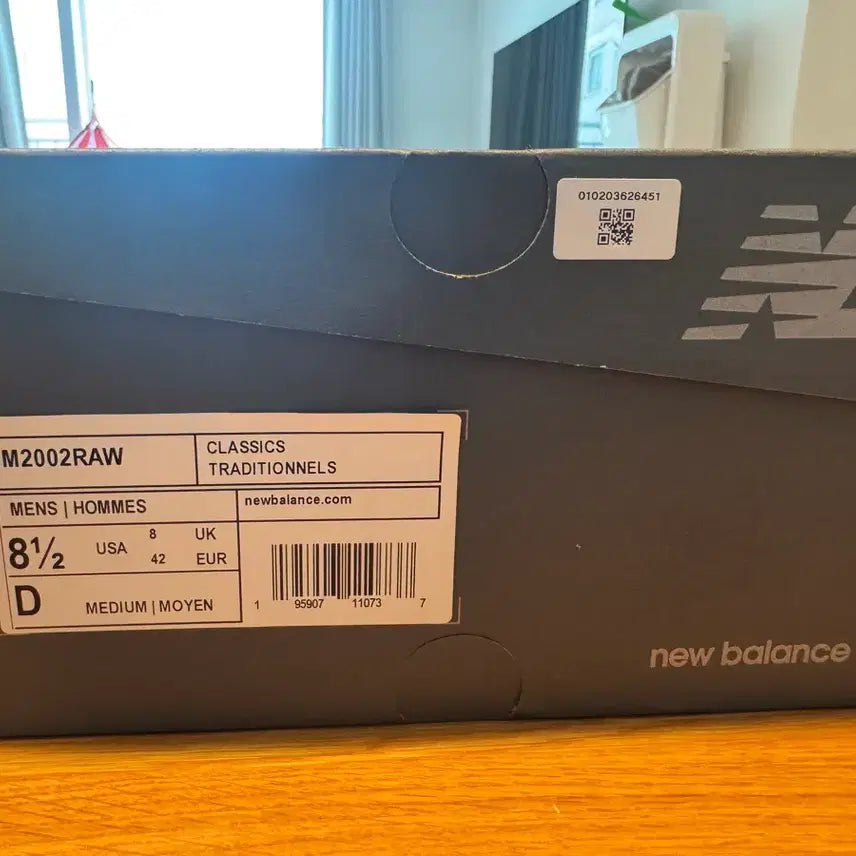 010203626451
M2002RAW
CLASSICS
TRADITIONNELS
MENS | HOMMES
newbalance.com
8½ USA 8 UK
42 EUR
D MEDIUM | MOYEN
1 95907 11073 7
new balance